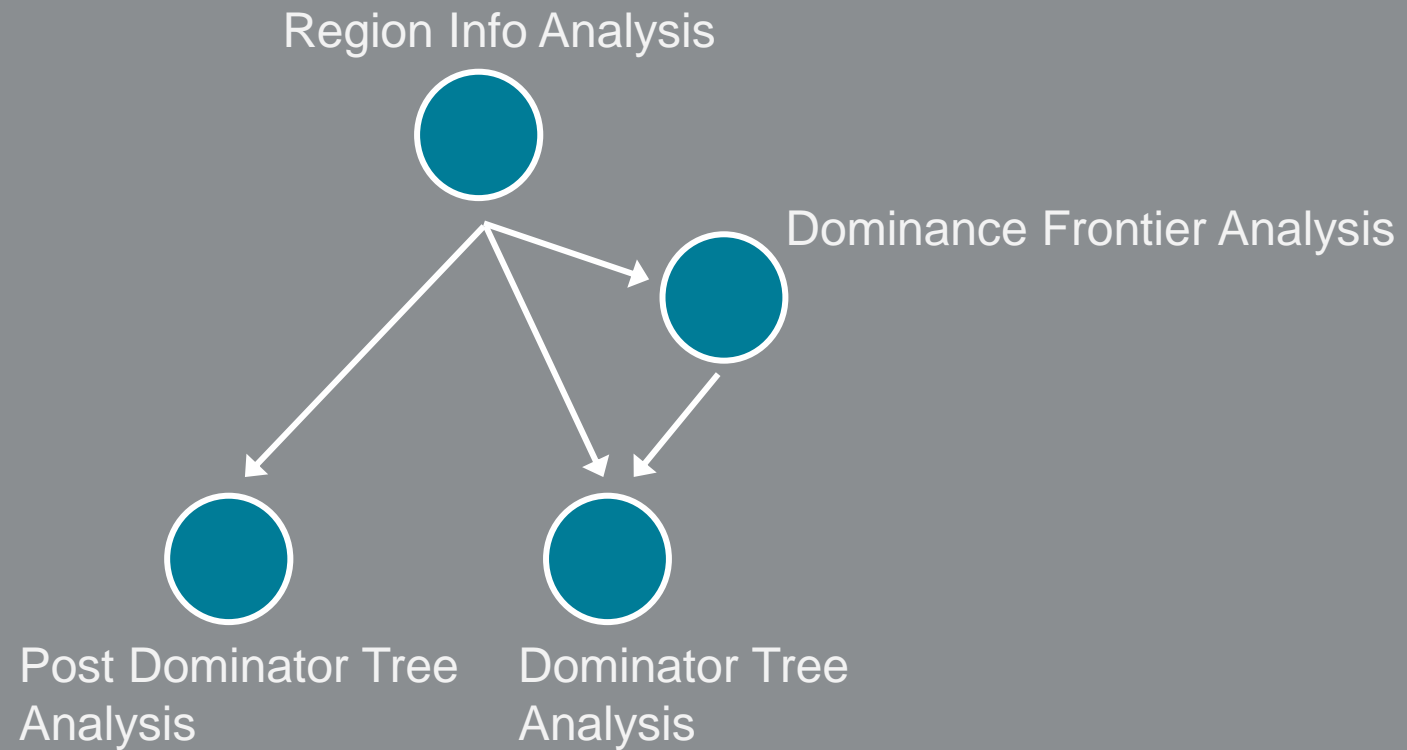 Region Info Analysis
Dominance Frontier Analysis
Post Dominator Tree
Analysis
Dominator Tree
Analysis